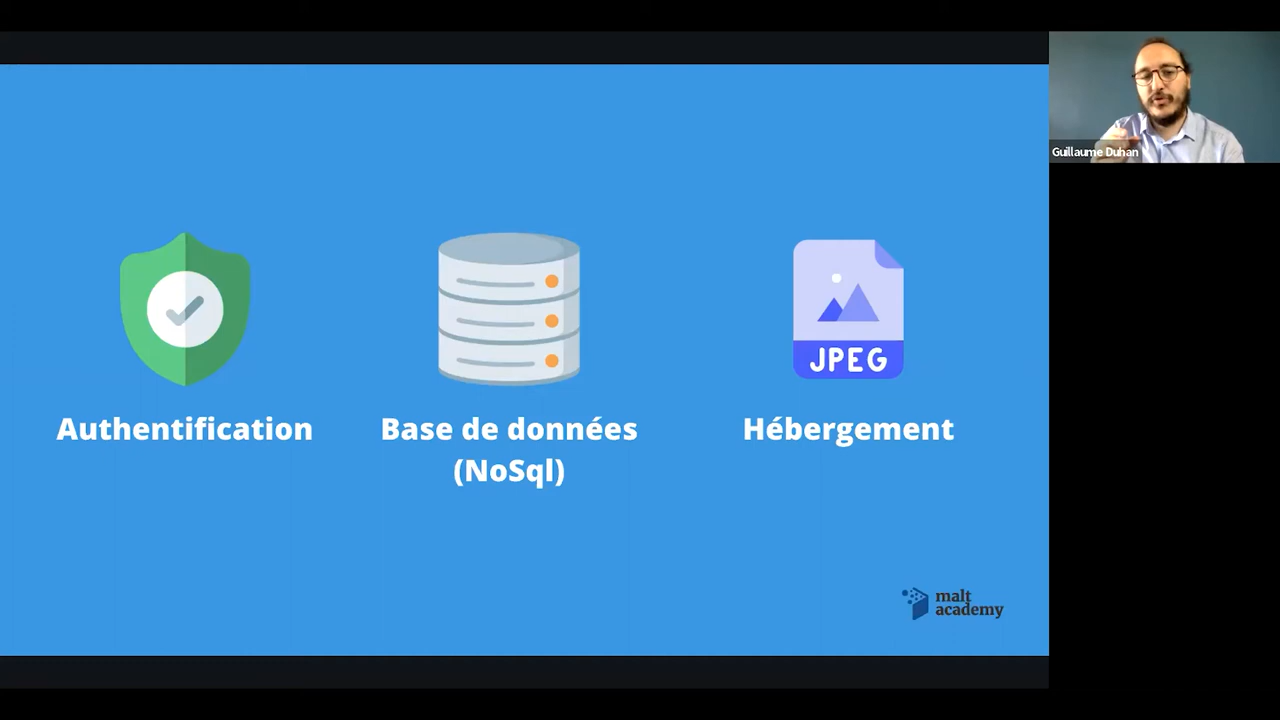 Guillaume Duhan
JPEG
Authentification
Base de données
(NoSql)
Hébergement
malt
academy